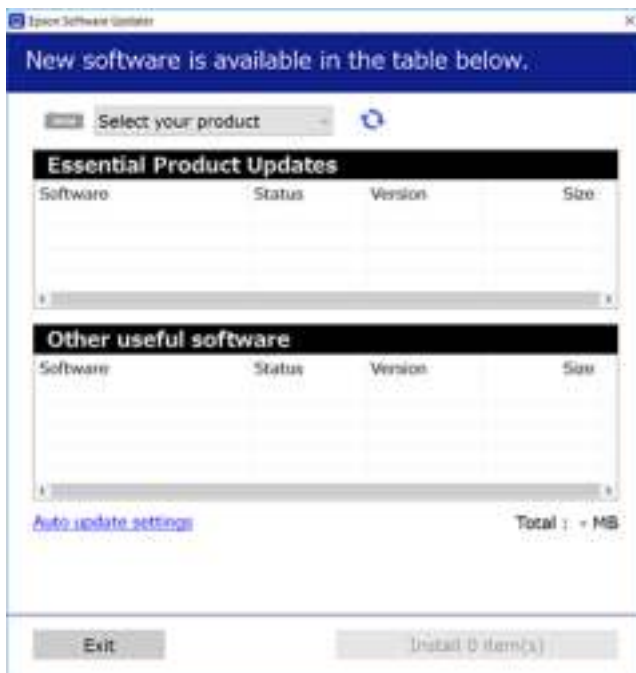 Epson Software Updater
New software is available in the table below.
Select your product
Essential Product Updates
Software Status Version Size
Other useful software
Software Status Version Size
Auto update settings
Total : - MB
Exit
Install 0 item(s)